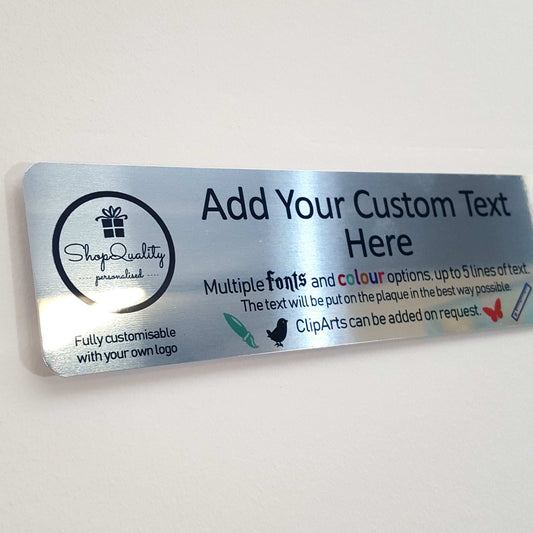 ShopQuality
personalised
Fully customisable
with your own logo
Add Your Custom Text
Here
Multiple fonts and colour options, up to 5 lines of text.
The text will be put on the plaque in the best way possible.
ClipArts can be added on request.